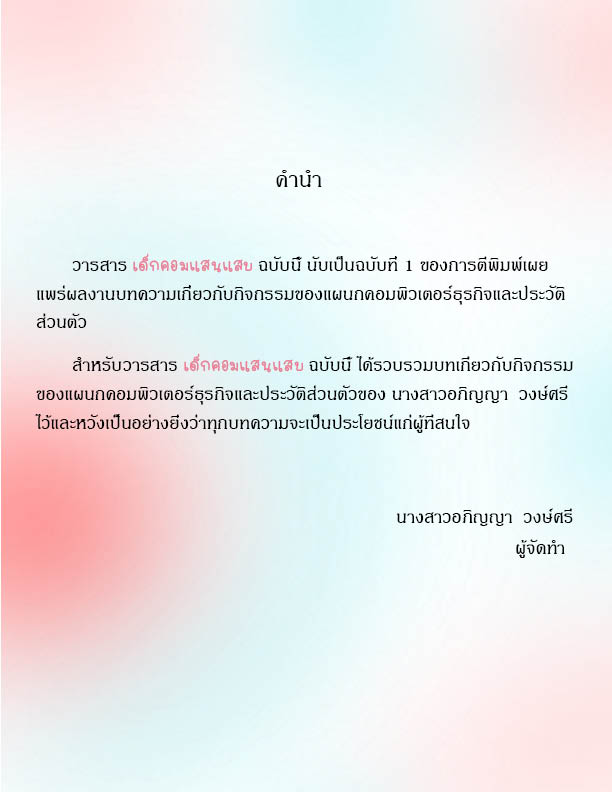 คำนำ
วารสาร เด็กคอมแสนแสบ ฉบับนี้ นับเป็นฉบับที่ 1 ของการตีพิมพ์เผย
แพร่ผลงานบทความเกี่ยวกับกิจกรรมของแผนกคอมพิวเตอร์ธุรกิจและประวัติ
ส่วนตัว
สำหรับวารสาร เด็กคอมแสนแสบ ฉบับนี้ ได้รวบรวมบทเกี่ยวกับกิจกรรม
ของแผนกคอมพิวเตอร์ธุรกิจและประวัติส่วนตัวของ นางสาวอภิญญา วงษ์ศรี
ไว้และหวังเป็นอย่างยิ่งว่าทุกบทความจะเป็นประโยชน์แก่ผู้ที่สนใจ
นางสาวอภิญญา วงษ์ศรี
ผู้จัดทำ